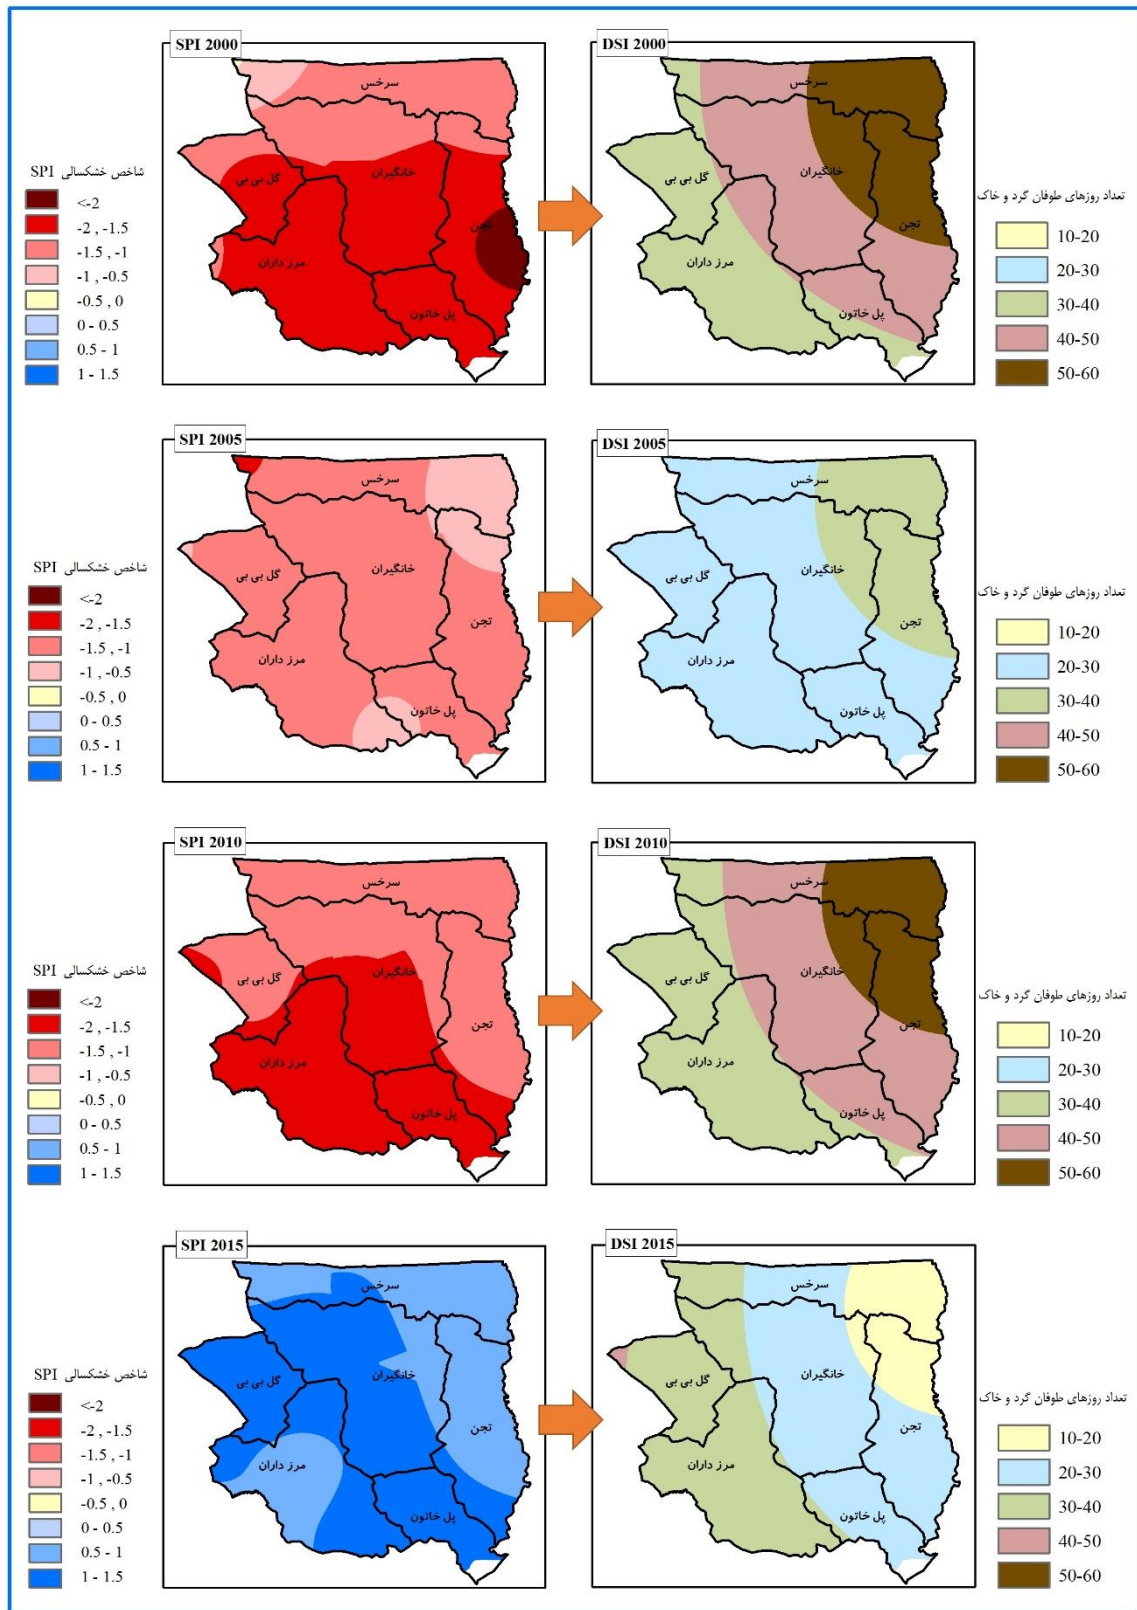 SPI 2000
DSI 2000
سرخس
گل بی بی
خانگیران
تجن
مرز داران
پل خاتون
سرخس
گل بی بی
خانگیران
تجن
مرز داران
پل خاتون
شاخص خشکسالی SPI
<-2
-2 , -1.5
-1.5 , -1
-1 , -0.5
-0.5 , 0
0 - 0.5
0.5 - 1
1 - 1.5
تعداد روزهای طوفان گرد و خاک
10-20
20-30
30-40
40-50
50-60
SPI 2005
DSI 2005
سرخس
گل بی بی
خانگیران
تجن
مرز داران
پل خاتون
سرخس
گل بی بی
خانگیران
تجن
مرز داران
پل خاتون
شاخص خشکسالی SPI
<-2
-2 , -1.5
-1.5 , -1
-1 , -0.5
-0.5 , 0
0 - 0.5
0.5 - 1
1 - 1.5
تعداد روزهای طوفان گرد و خاک
10-20
20-30
30-40
40-50
50-60
SPI 2010
DSI 2010
سرخس
گل بی بی
خانگیران
تجن
مرز داران
پل خاتون
سرخس
گل بی بی
خانگیران
تجن
مرز داران
پل خاتون
شاخص خشکسالی SPI
<-2
-2 , -1.5
-1.5 , -1
-1 , -0.5
-0.5 , 0
0 - 0.5
0.5 - 1
1 - 1.5
تعداد روزهای طوفان گرد و خاک
10-20
20-30
30-40
40-50
50-60
SPI 2015
DSI 2015
سرخس
گل بی بی
خانگیران
تجن
مرز داران
پل خاتون
سرخس
گل بی بی
خانگیران
تجن
مرز داران
پل خاتون
شاخص خشکسالی SPI
<-2
-2 , -1.5
-1.5 , -1
-1 , -0.5
-0.5 , 0
0 - 0.5
0.5 - 1
1 - 1.5
تعداد روزهای طوفان گرد و خاک
10-20
20-30
30-40
40-50
50-60